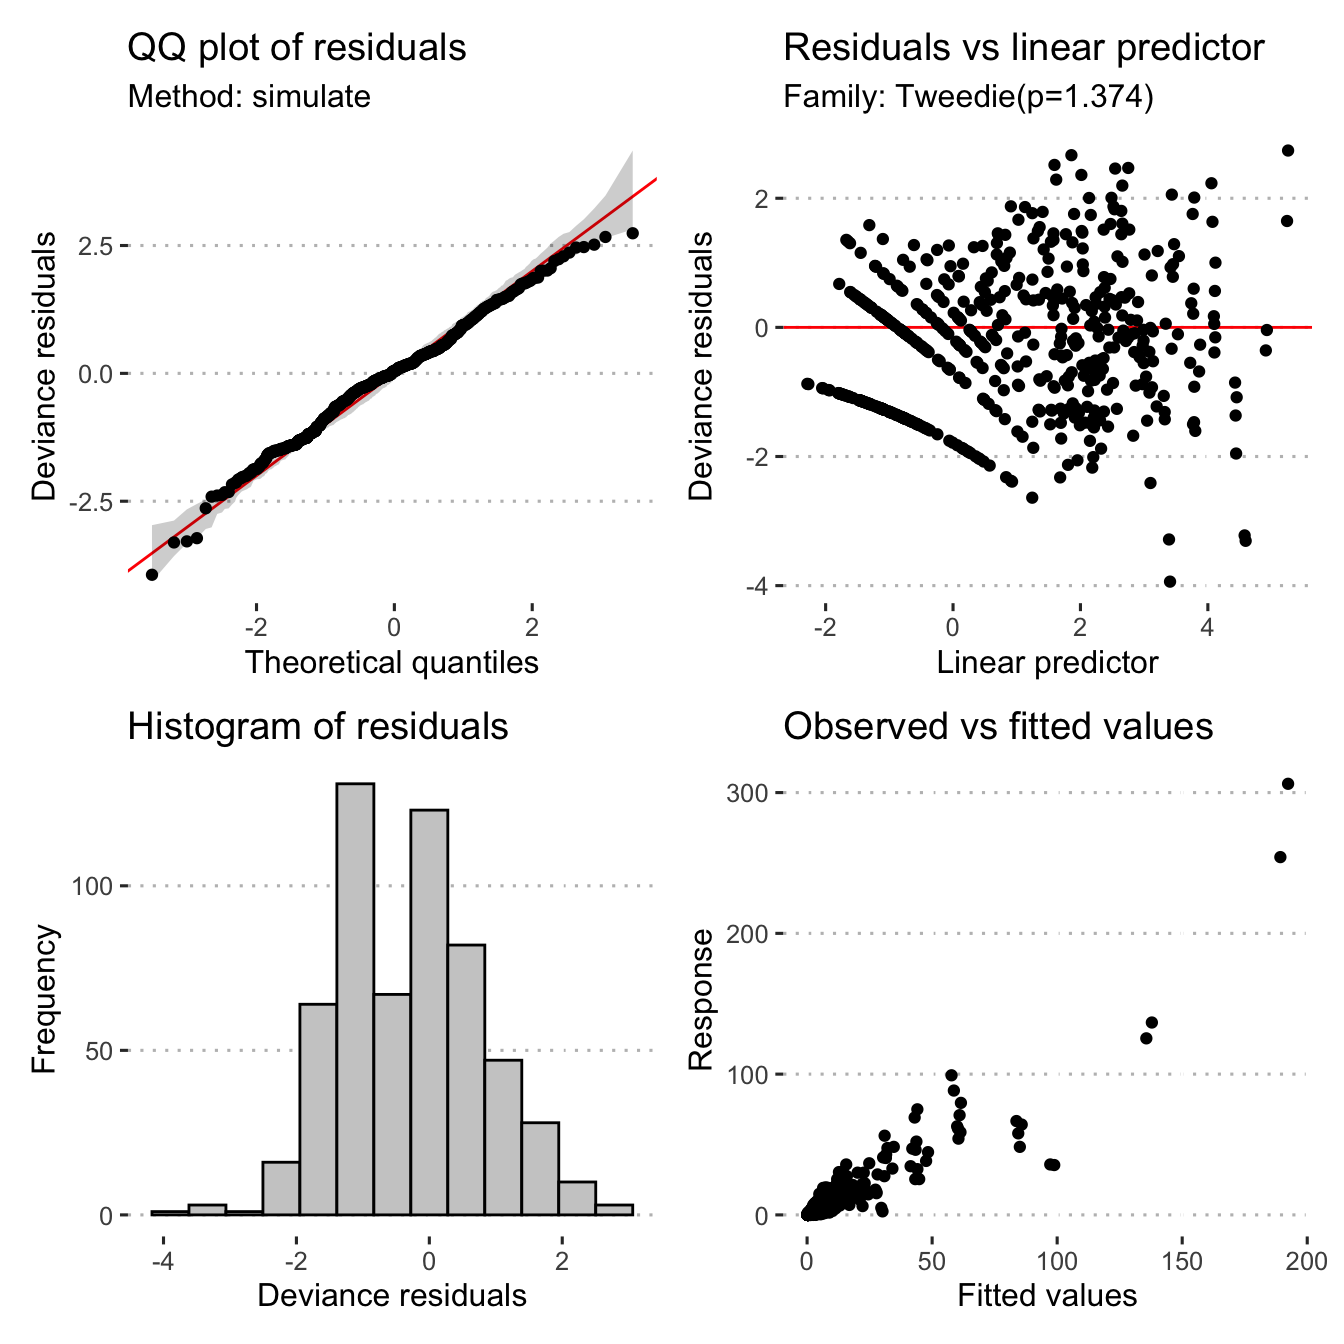 QQ plot of residuals
Method: simulate
2.5
0.0
-2.5
-2
0
2
Theoretical quantiles
Deviance residuals
Residuals vs linear predictor
Family: Tweedie(p=1.374)
2
0
-2
-4
-2
0
2
4
Linear predictor
Deviance residuals
Histogram of residuals
100
50
0
-4
-2
0
2
Deviance residuals
Frequency
Observed vs fitted values
300
200
100
0
0
50
100
150
200
Fitted values
Response